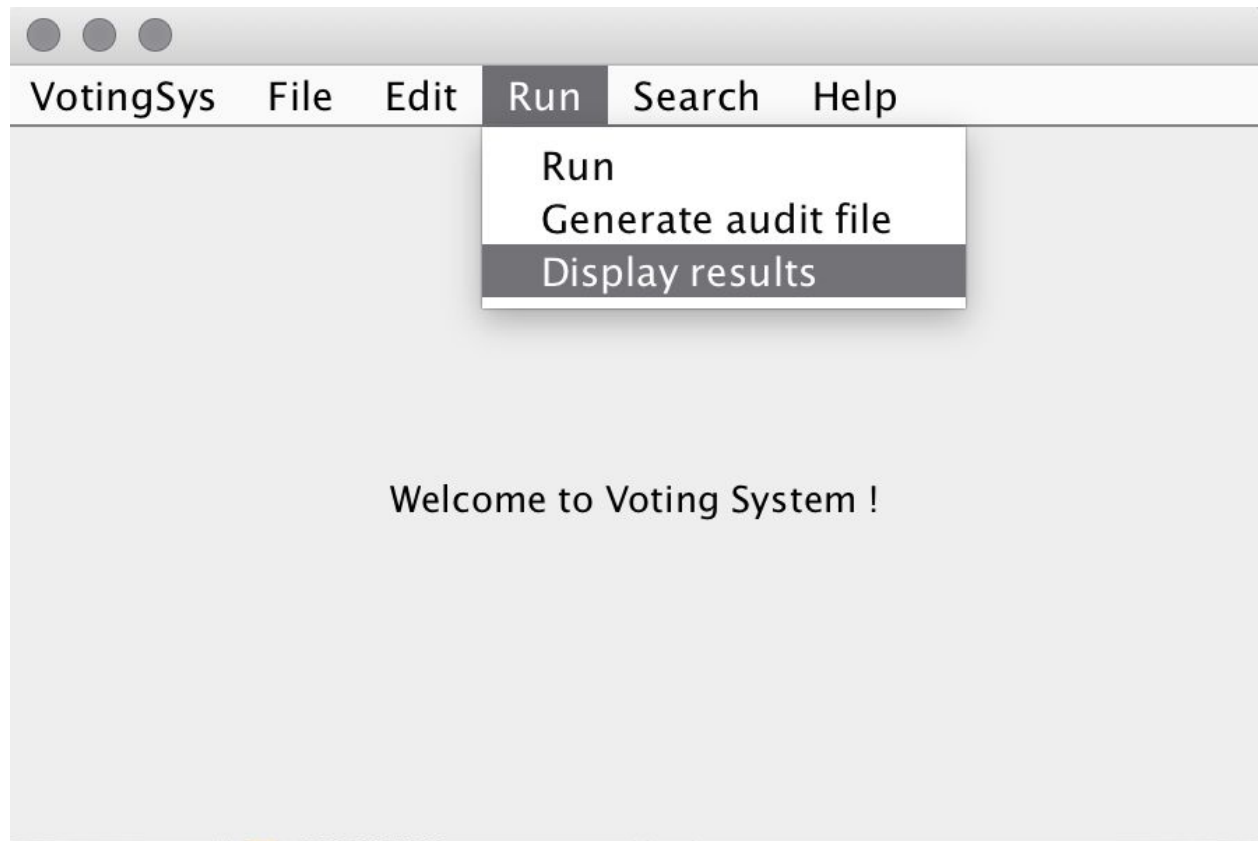 VotingSys File Edit Run Search Help
Run
Generate audit file
Display results
Welcome to Voting System !